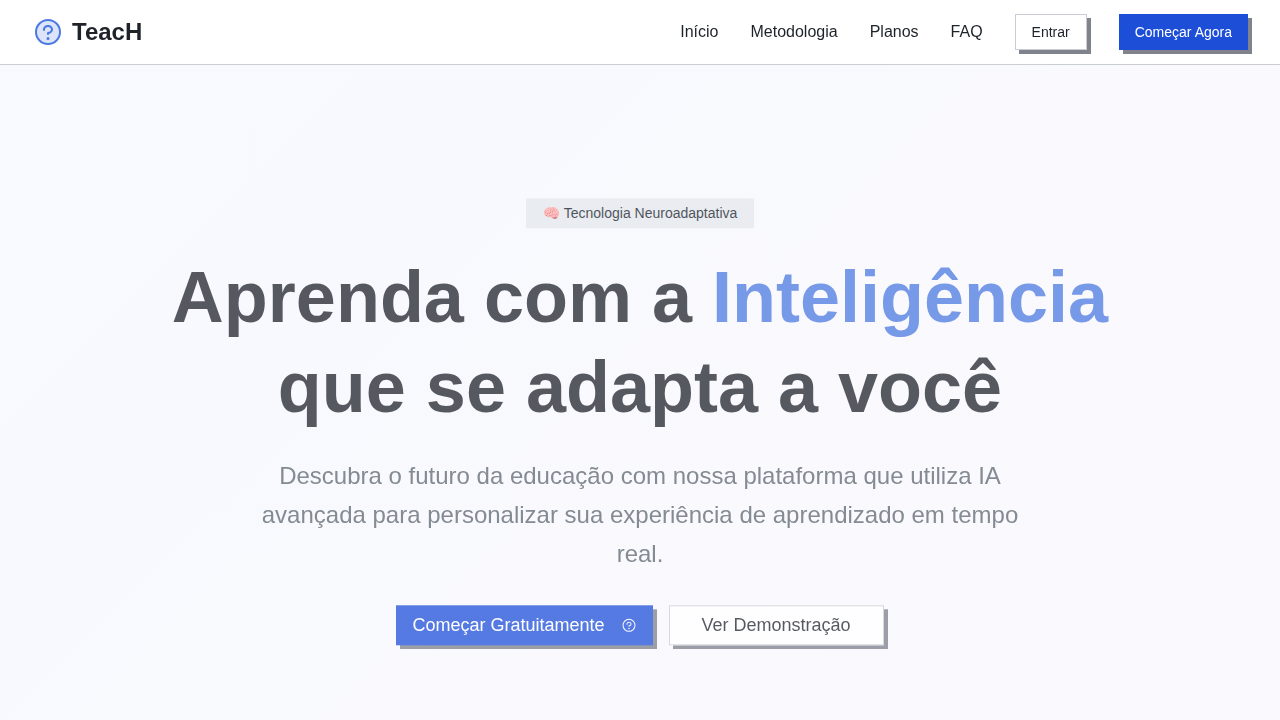 TeacH
Início
Metodologia
Planos
FAQ
Entrar
Começar Agora
🧠 Tecnologia Neuroadaptativa
Aprenda com a Inteligência
que se adapta a você
Descubra o futuro da educação com nossa plataforma que utiliza IA
avançada para personalizar sua experiência de aprendizado em tempo
real.
Começar Gratuitamente
Ver Demonstração